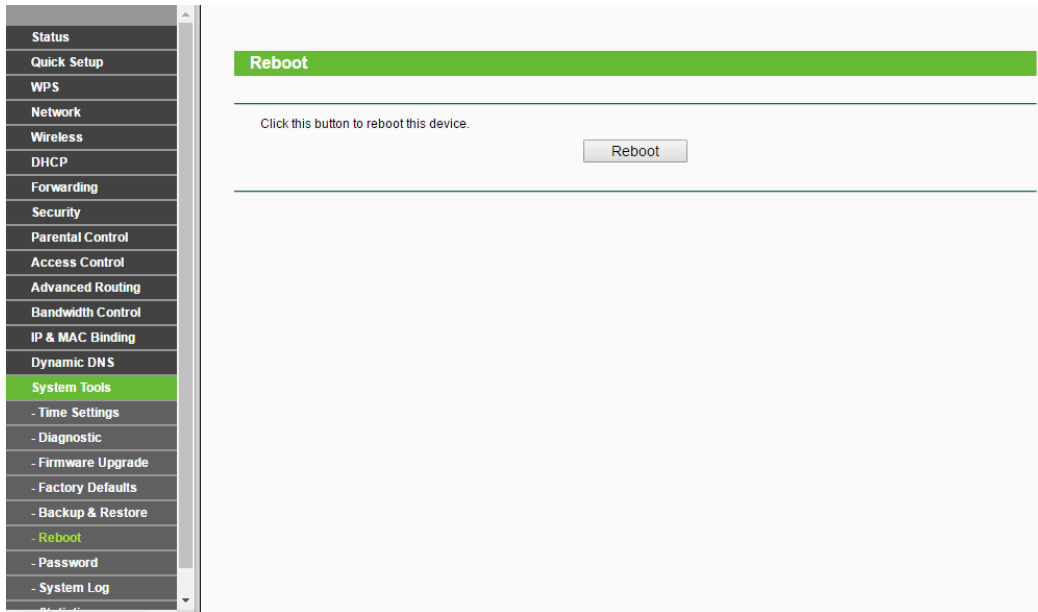 Status
Quick Setup
WPS
Network
Wireless
DHCP
Forwarding
Security
Parental Control
Access Control
Advanced Routing
Bandwidth Control
IP & MAC Binding
Dynamic DNS
System Tools
- Time Settings
- Diagnostic
- Firmware Upgrade
- Factory Defaults
- Backup & Restore
- Reboot
- Password
- System Log
Reboot
Click this button to reboot this device.
Reboot